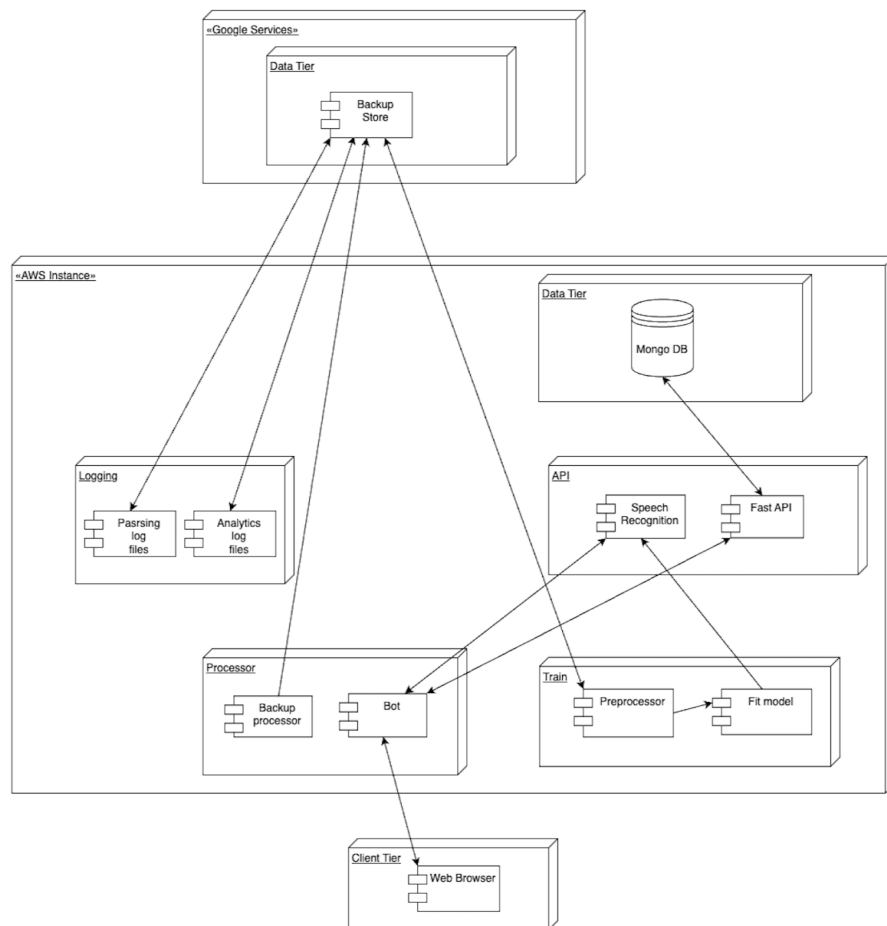 «Google Services»
Data Tier
Backup
Store
«AWS Instance»
Data Tier
Mongo DB
Logging
Pasrsing
log
files
Analytics
log
files
API
Speech
Recognition
Fast API
Processor
Backup
processor
Bot
Train
Preprocessor
Fit model
Client Tier
Web Browser